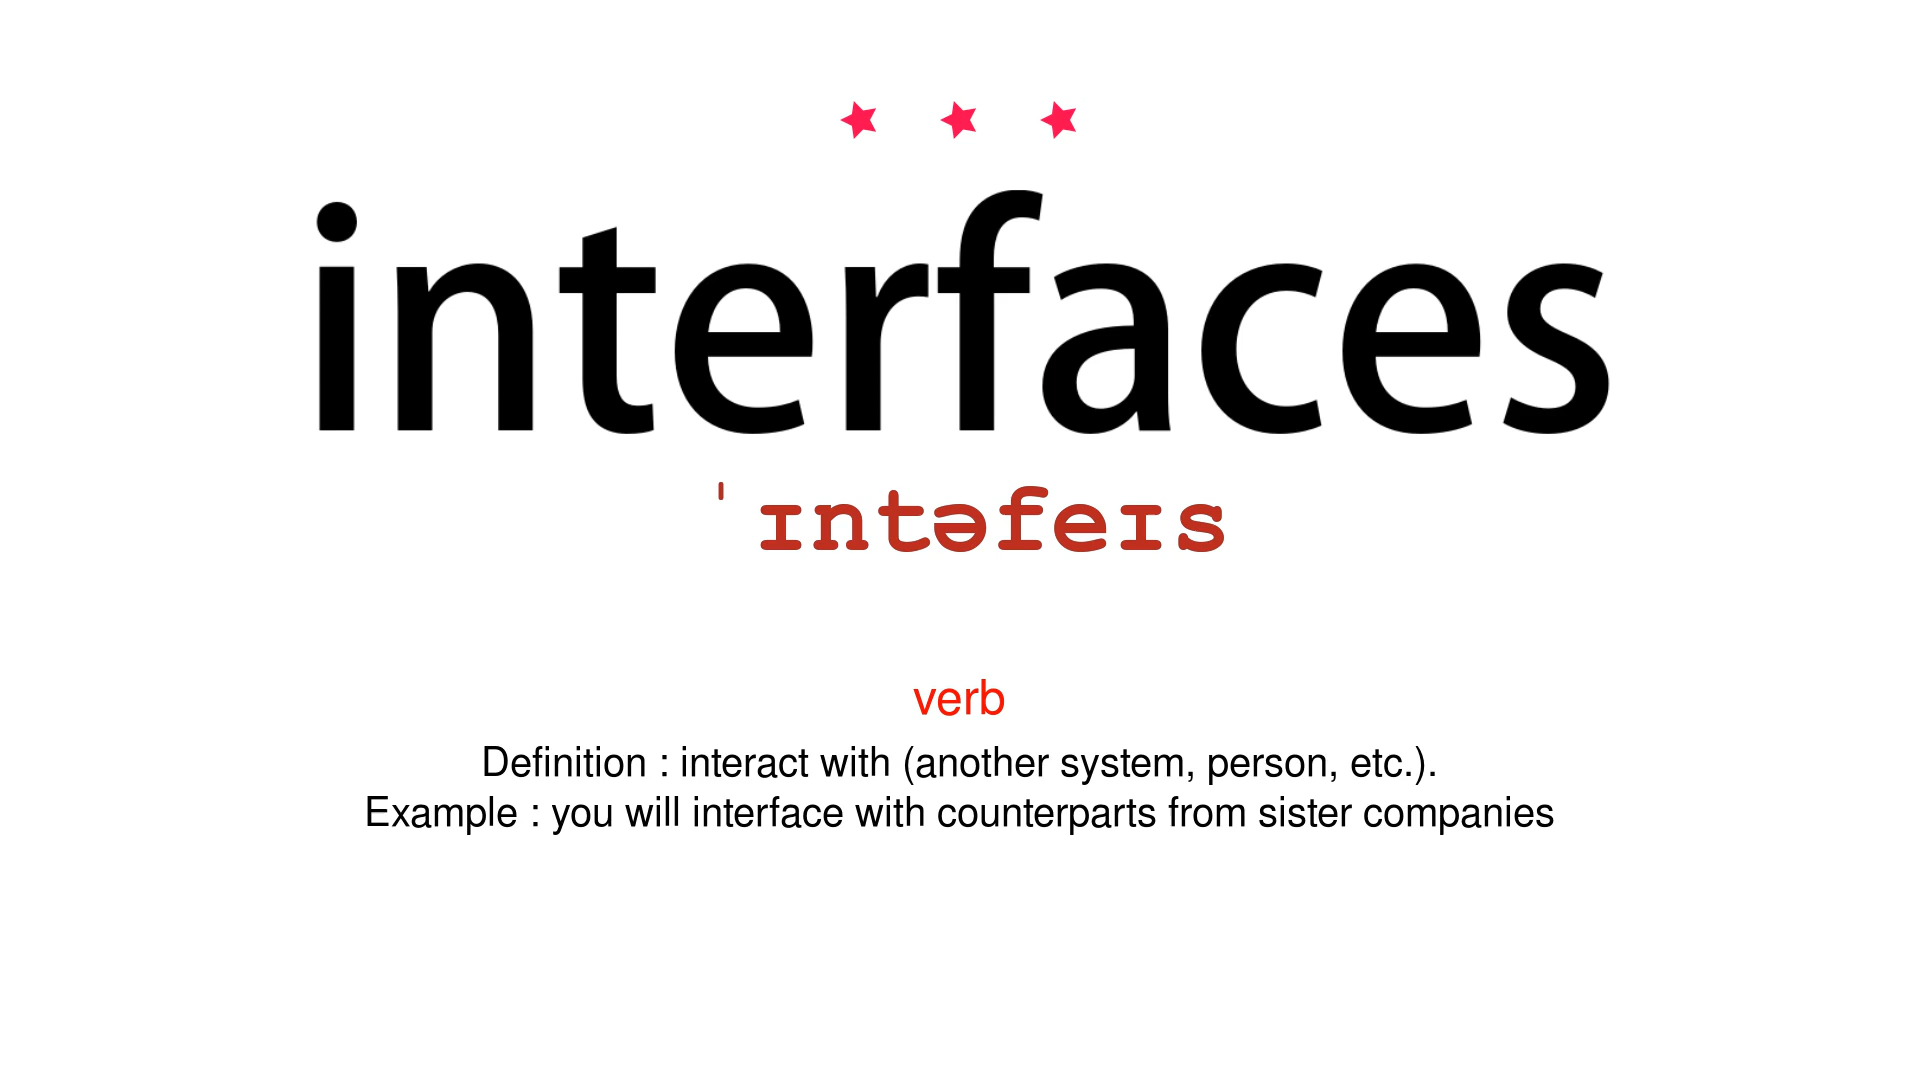 interfaces
ˈɪntəfeɪs
verb
Definition : interact with (another system, person, etc.).
Example : you will interface with counterparts from sister companies